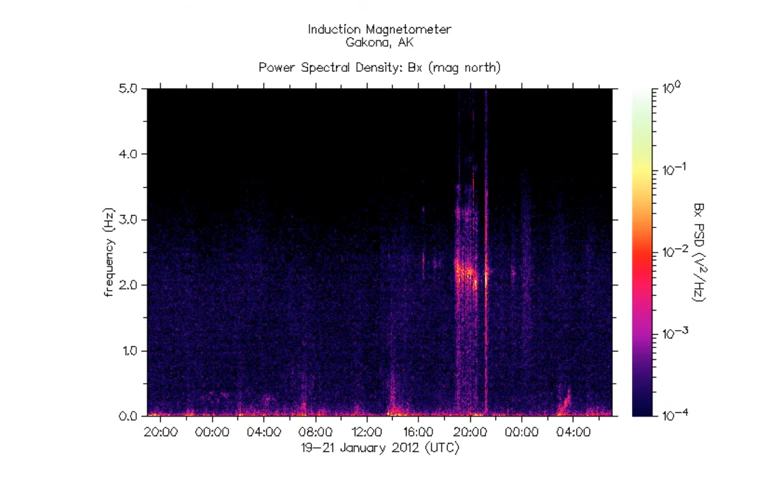 Induction Magnetometer
Gakona, AK
Power Spectral Density: Bx (mag north)
5.0
4.0
3.0
2.0
1.0
0.0
frequency (Hz)
20:00 00:00 04:00 08:00 12:00 16:00 20:00 00:00 04:00
19-21 January 2012 (UTC)
10⁰
10⁻¹
10⁻²
10⁻³
10⁻⁴
Bx PSD (V²/Hz)